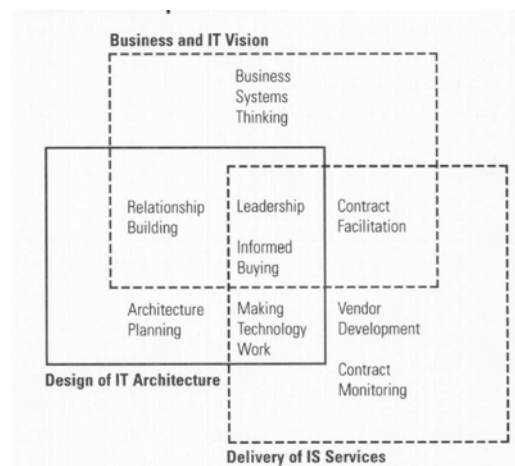 Business and IT Vision
Business
Systems
Thinking
Relationship
Building
Leadership
Informed
Buying
Contract
Facilitation
Architecture
Planning
Making
Technology
Work
Vendor
Development
Contract
Monitoring
Design of IT Architecture
Delivery of IS Services